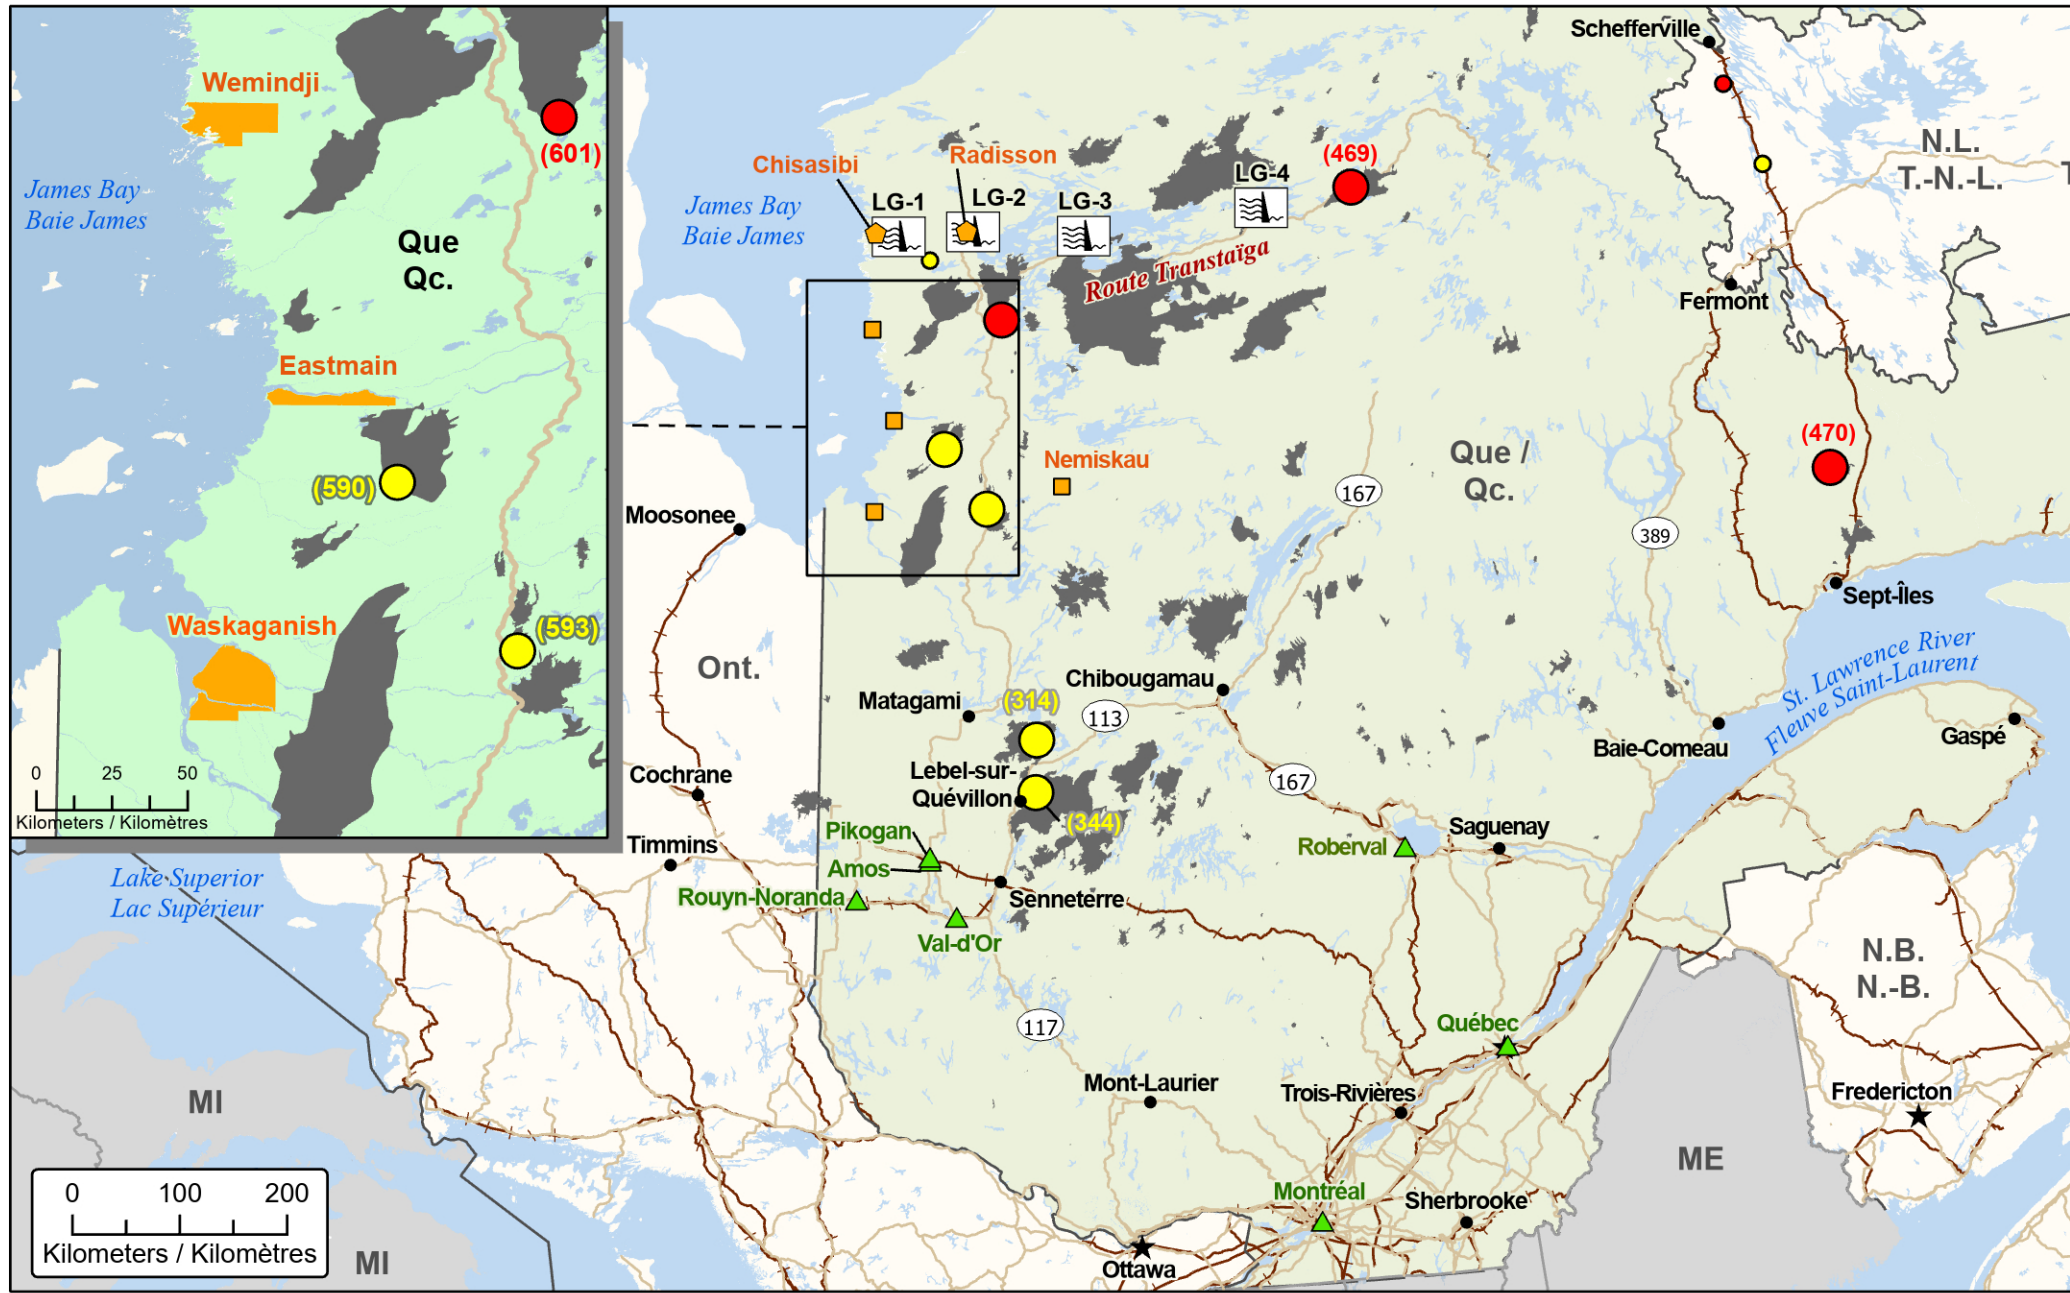 Wemindji
(601)
James Bay
Baie James
Que
Qc.
Eastmain
(590)
(593)
Waskaganish
0 25 50
Kilometers / Kilomètres
Schefferville
N.L.
T.-N.-L.
T
(469)
Chisasibi
Radisson
LG-1
LG-2
LG-3
LG-4
James Bay
Baie James
Route Transtaïga
Fermont
(470)
Nemiskau
167
Que /
Qc.
389
Moosonee
Sept-Îles
Ont.
St. Lawrence River
Fleuve Saint-Laurent
Chibougamau
Matagami
(314)
113
Gaspé
Baie-Comeau
Cochrane
Lebel-sur-
Quévillon
167
(344)
Timmins
Pikogan
Amos
Roberval
Saguenay
Lake Superior
Lac Supérieur
Rouyn-Noranda
Senneterre
Val-d'Or
N.B.
N.-B.
117
Québec
MI
Mont-Laurier
Trois-Rivières
Fredericton
ME
Montréal
Sherbrooke
0 100 200
Kilometers / Kilomètres
MI
Ottawa